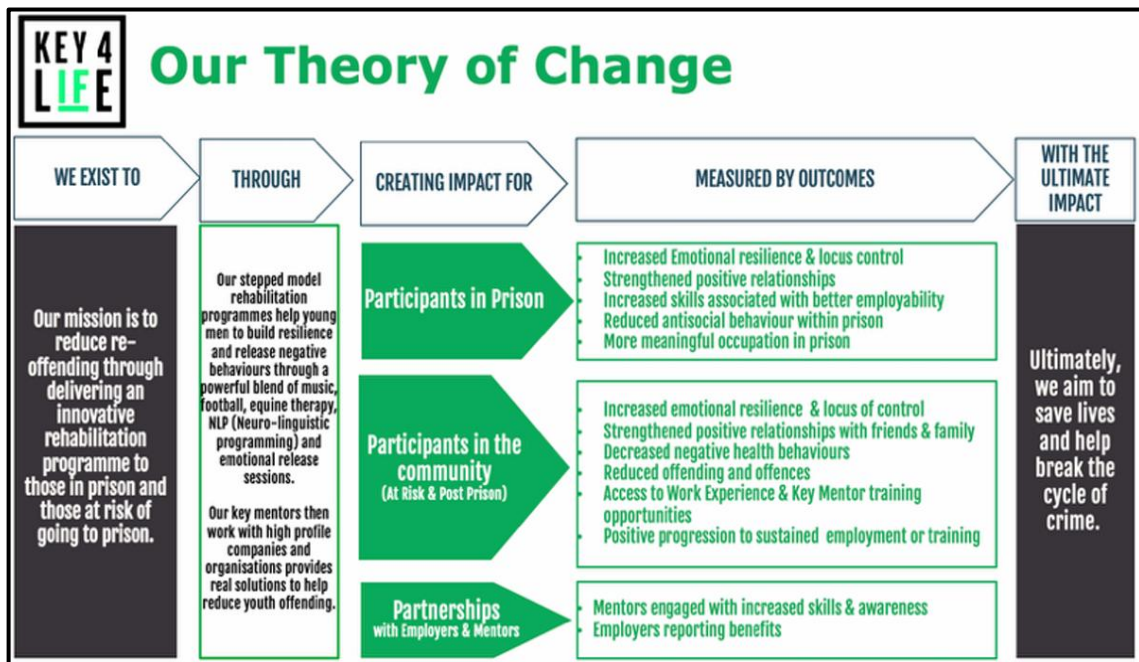 KEY 4
LIFE
Our Theory of Change
WE EXIST TO
THROUGH
CREATING IMPACT FOR
MEASURED BY OUTCOMES
WITH THE
ULTIMATE
IMPACT
Our mission is to
reduce re-
offending through
delivering an
innovative
rehabilitation
programme to
those in prison and
those at risk of
going to prison.
Our stepped model
rehabilitation
programmes help young
men to build resilience
and release negative
behaviours through a
powerful blend of music,
football, equine therapy,
NLP (Neuro-linguistic
programming) and
emotional release
sessions.
Our key mentors then
work with high profile
companies and
organisations provides
real solutions to help
reduce youth offending.
Participants in Prison
• Increased Emotional resilience & locus control
• Strengthened positive relationships
• Increased skills associated with better employability
• Reduced antisocial behaviour within prison
• More meaningful occupation in prison
Participants in the
community
(At Risk & Post Prison)
• Increased emotional resilience & locus of control
• Strengthened positive relationships with friends & family
• Decreased negative health behaviours
• Reduced offending and offences
• Access to Work Experience & Key Mentor training
opportunities
• Positive progression to sustained employment or training
Partnerships
with Employers & Mentors
• Mentors engaged with increased skills & awareness
• Employers reporting benefits
Ultimately,
we aim to
save lives
and help
break the
cycle of
crime.